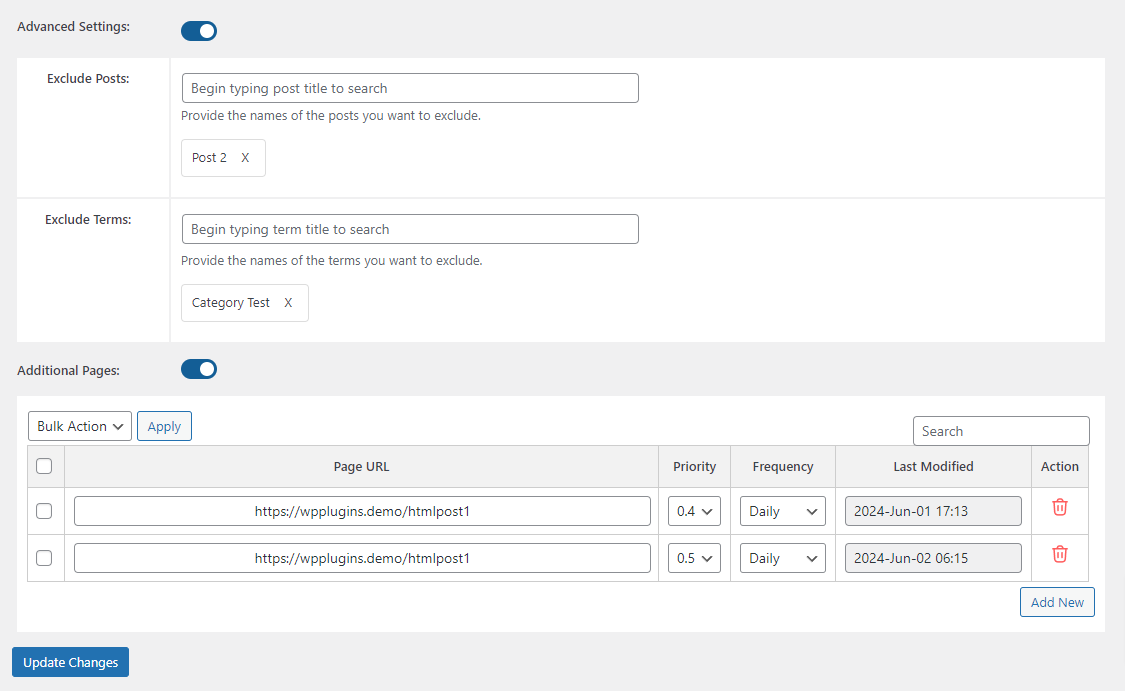 Advanced Settings:
Exclude Posts:
Begin typing post title to search
Provide the names of the posts you want to exclude.
Post 2 X
Exclude Terms:
Begin typing term title to search
Provide the names of the terms you want to exclude.
Category Test X
Additional Pages:
Bulk Action Apply Search
Page URL Priority Frequency Last Modified Action
https://wpplugins.demo/htmlpost1 0.4 Daily 2024-Jun-01 17:13
https://wpplugins.demo/htmlpost1 0.5 Daily 2024-Jun-02 06:15
Add New
Update Changes